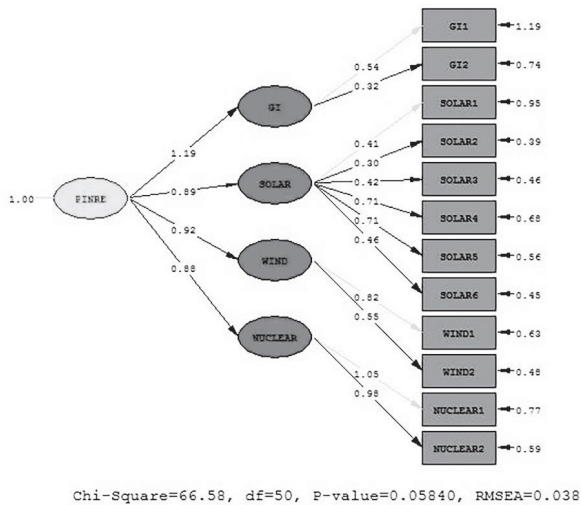 GI1
1.19
GI2
0.74
0.54
0.32
GI
SOLAR1
0.95
SOLAR2
0.39
1.19
0.41
0.30
SOLAR3
0.46
SOLAR
0.89
0.42
1.00
PINRE
0.71
SOLAR4
0.68
0.71
0.92
0.46
SOLAR5
0.56
WIND
0.88
SOLAR6
0.45
0.82
0.55
WIND1
0.63
NUCLEAR
WIND2
0.48
1.05
0.98
NUCLEAR1
0.77
NUCLEAR2
0.59
Chi-Square=66.58, df=50, P-value=0.05840, RMSEA=0.038